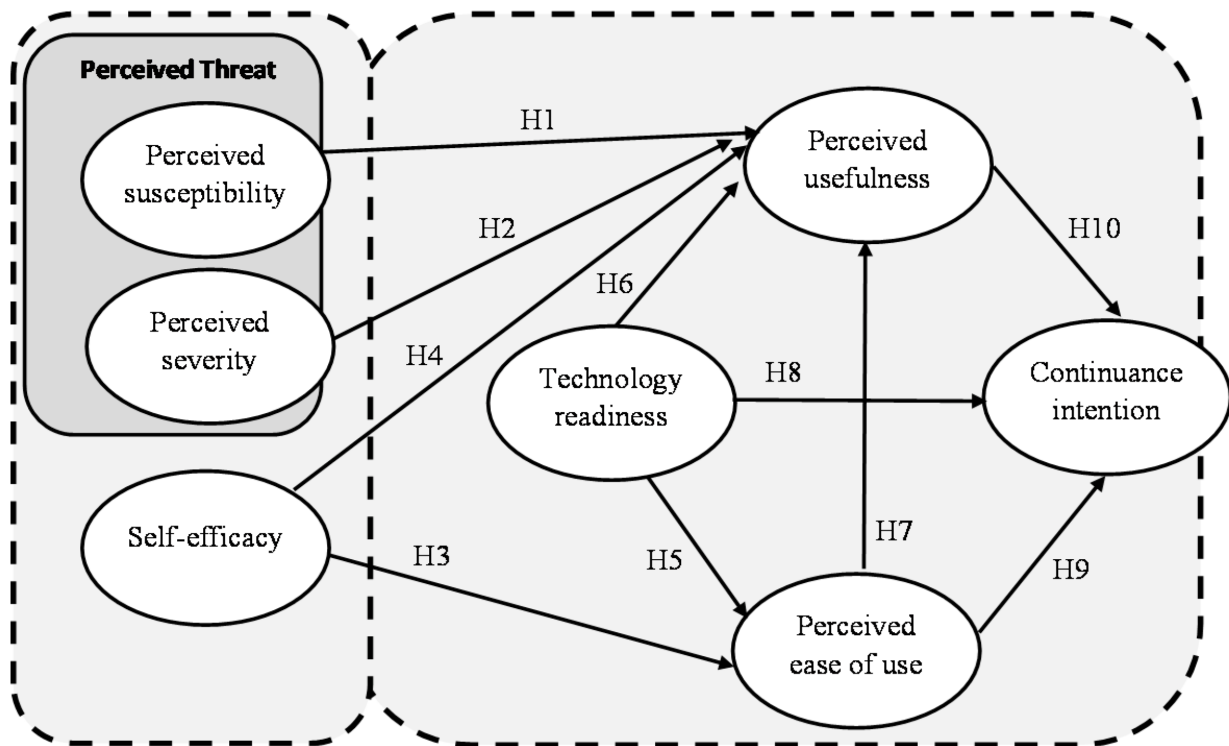 Perceived Threat
Perceived
susceptibility
Perceived
severity
Self-efficacy
H1
H2
H4
H3
Perceived
usefulness
H6
H10
Technology
readiness
H8
Continuance
intention
H5
H7
H9
Perceived
ease of use